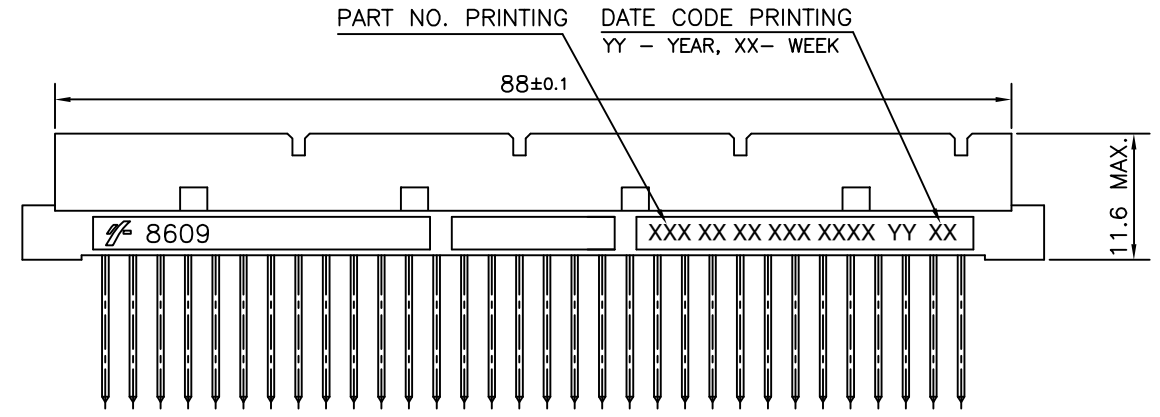 PART NO. PRINTING
DATE CODE PRINTING
YY - YEAR, XX- WEEK
88±0.1
11.6 MAX.
8609
XXX XX XX XXX XXXX YY XX